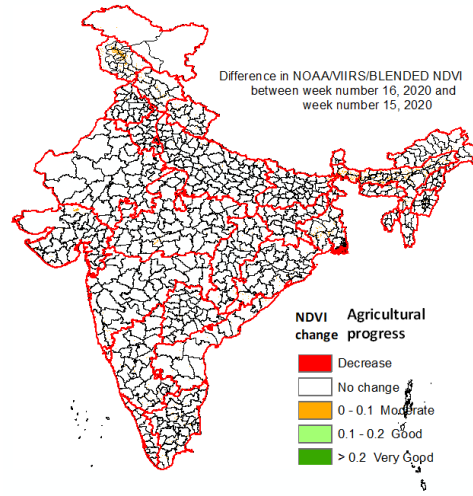 Difference in NOAA/VIIRS/BLENDED NDVI
between week number 16, 2020 and
week number 15, 2020
NDVI change
Agricultural progress
Decrease
No change
0 - 0.1 Moderate
0.1 - 0.2 Good
> 0.2 Very Good